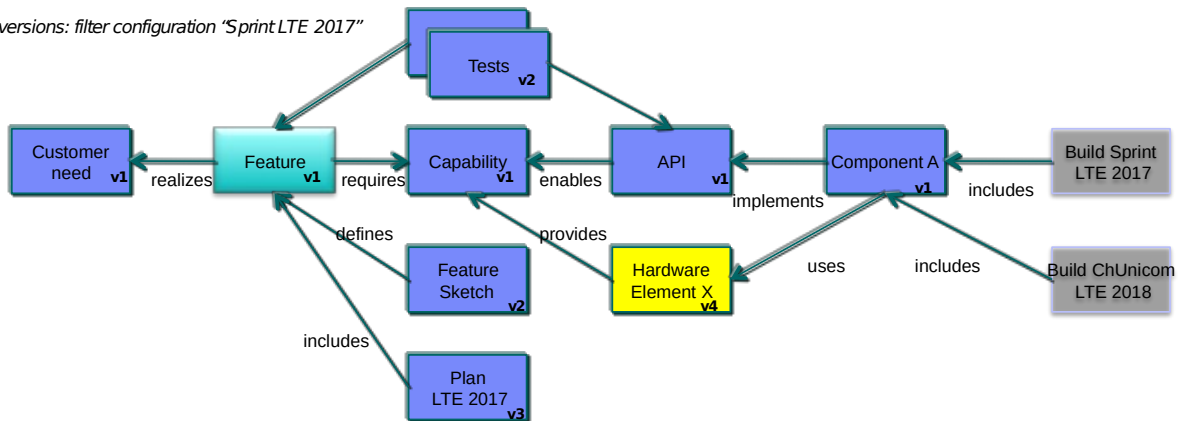 versions: filter configuration “Sprint LTE 2017”
Tests
v2
Customer
need
v1
realizes
Feature
v1
requires
Capability
v1
enables
API
v1
implements
Component A
v1
includes
Build Sprint
LTE 2017
defines
provides
uses
includes
Feature
Sketch
v2
Hardware
Element X
v4
Build ChUnicom
LTE 2018
includes
Plan
LTE 2017
v3